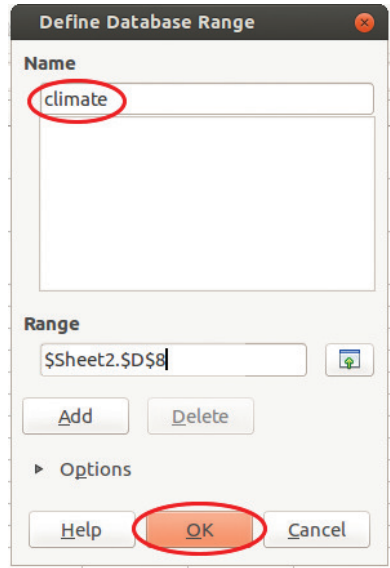 Define Database Range
Name
climate
Range
$Sheet2.$D$8
Add Delete
Options
Help OK Cancel